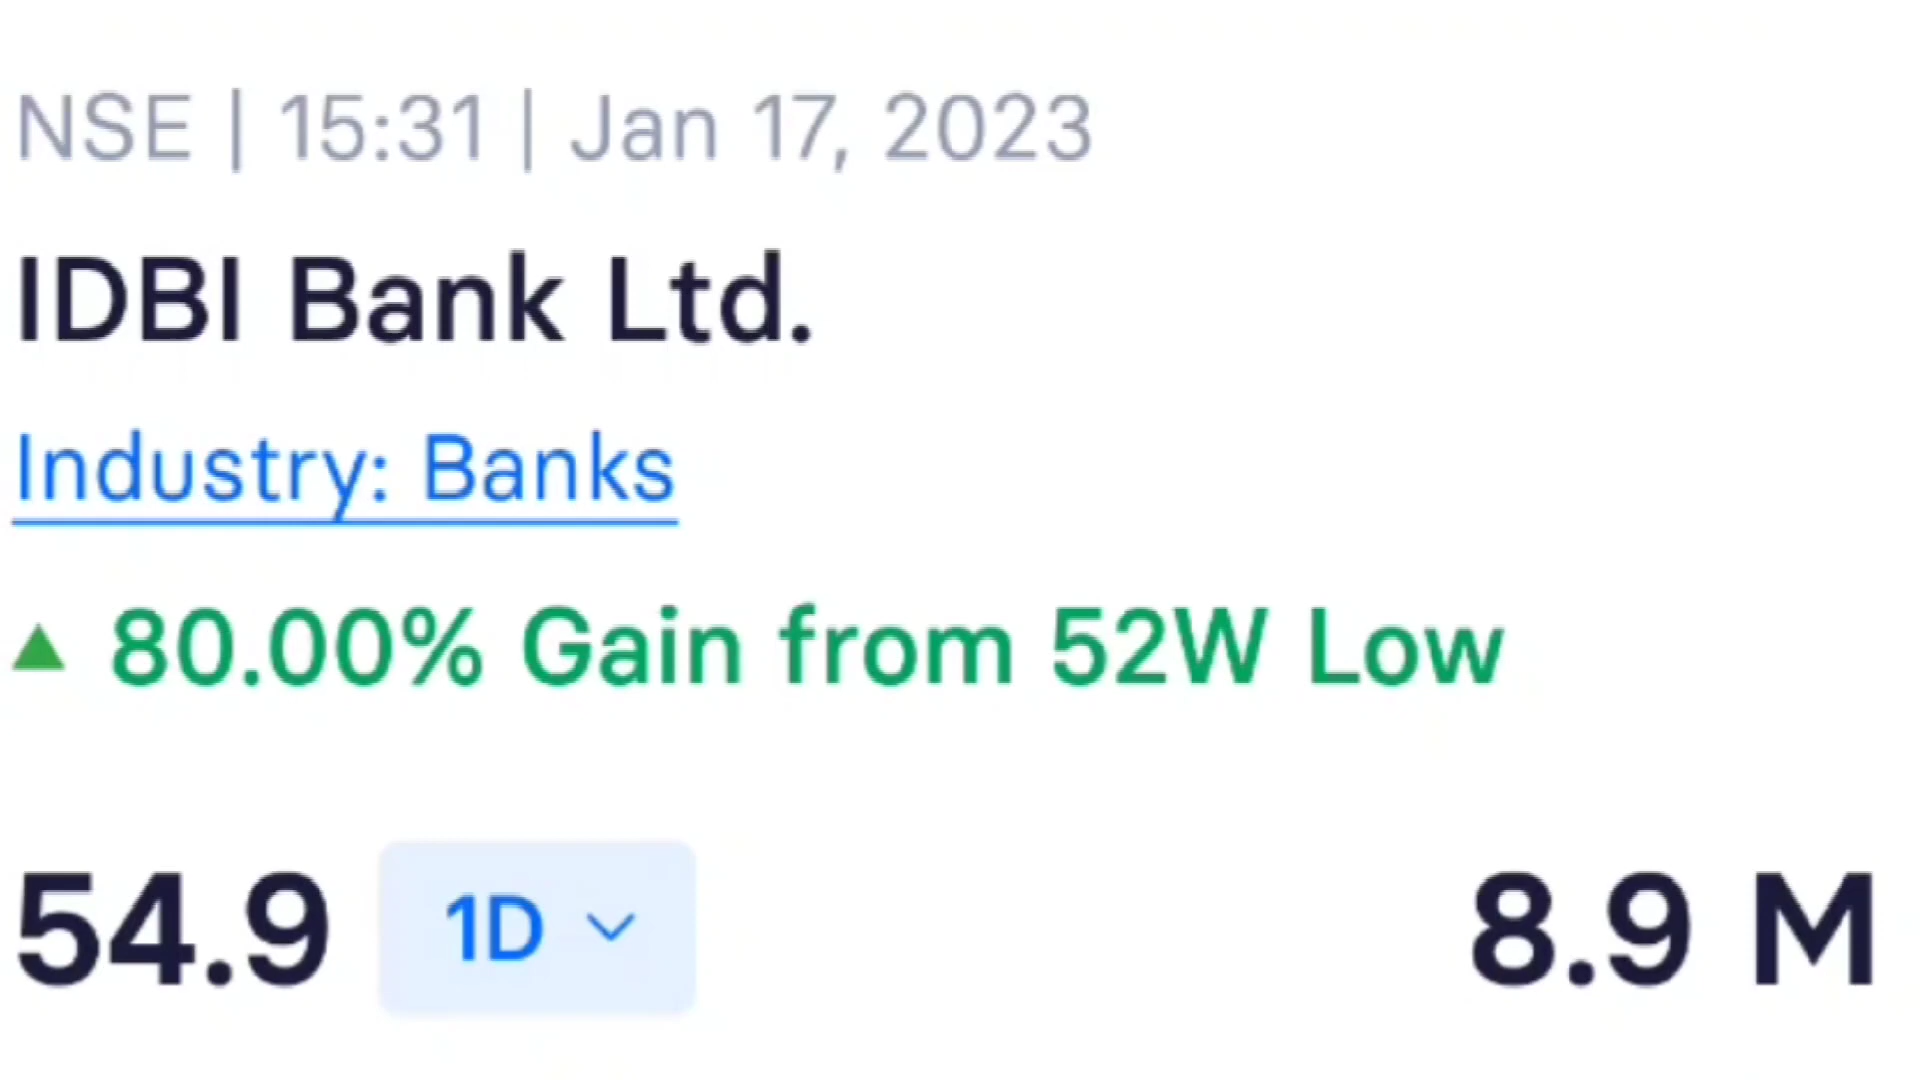 NSE | 15:31 | Jan 17, 2023
IDBI Bank Ltd.
Industry: Banks
▲ 80.00% Gain from 52W Low
54.9 1D 8.9 M